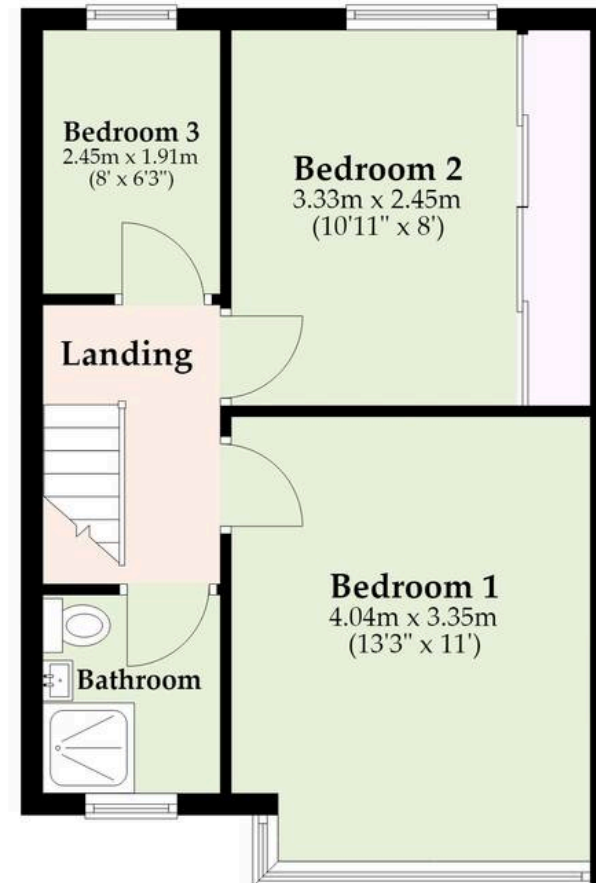 Bedroom 3
2.45m x 1.91m
(8' x 6'3")
Bedroom 2
3.33m x 2.45m
(10'11" x 8')
Landing
Bedroom 1
4.04m x 3.35m
(13'3" x 11')
Bathroom